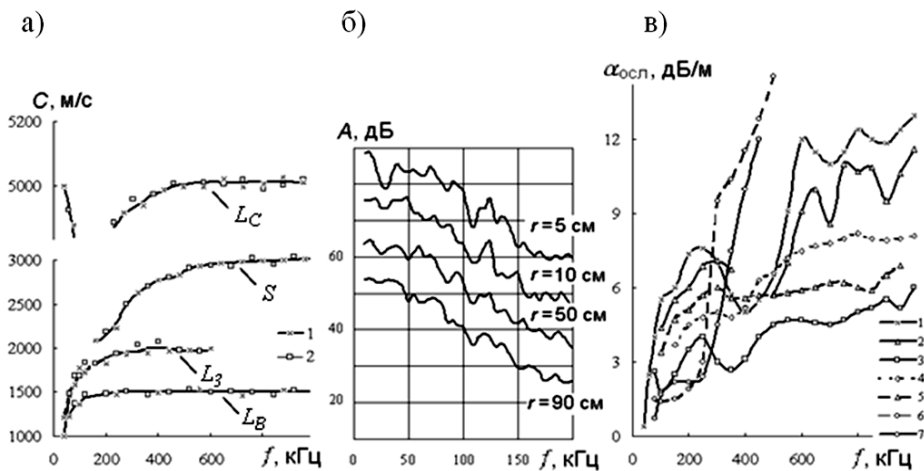 а)
б)
в)
C, м/с
5200
5000
3000
2500
2000
1500
1000
L_C
S
L_3
L_B
1
2
0
200
400
600
800
f, кГц
A, дБ
60
40
20
r = 5 см
r = 10 см
r = 50 см
r = 90 см
0
50
100
150
f, кГц
α осл, дБ/м
12
9
6
3
0
1
2
3
4
5
6
7
0
200
400
600
800
f, кГц